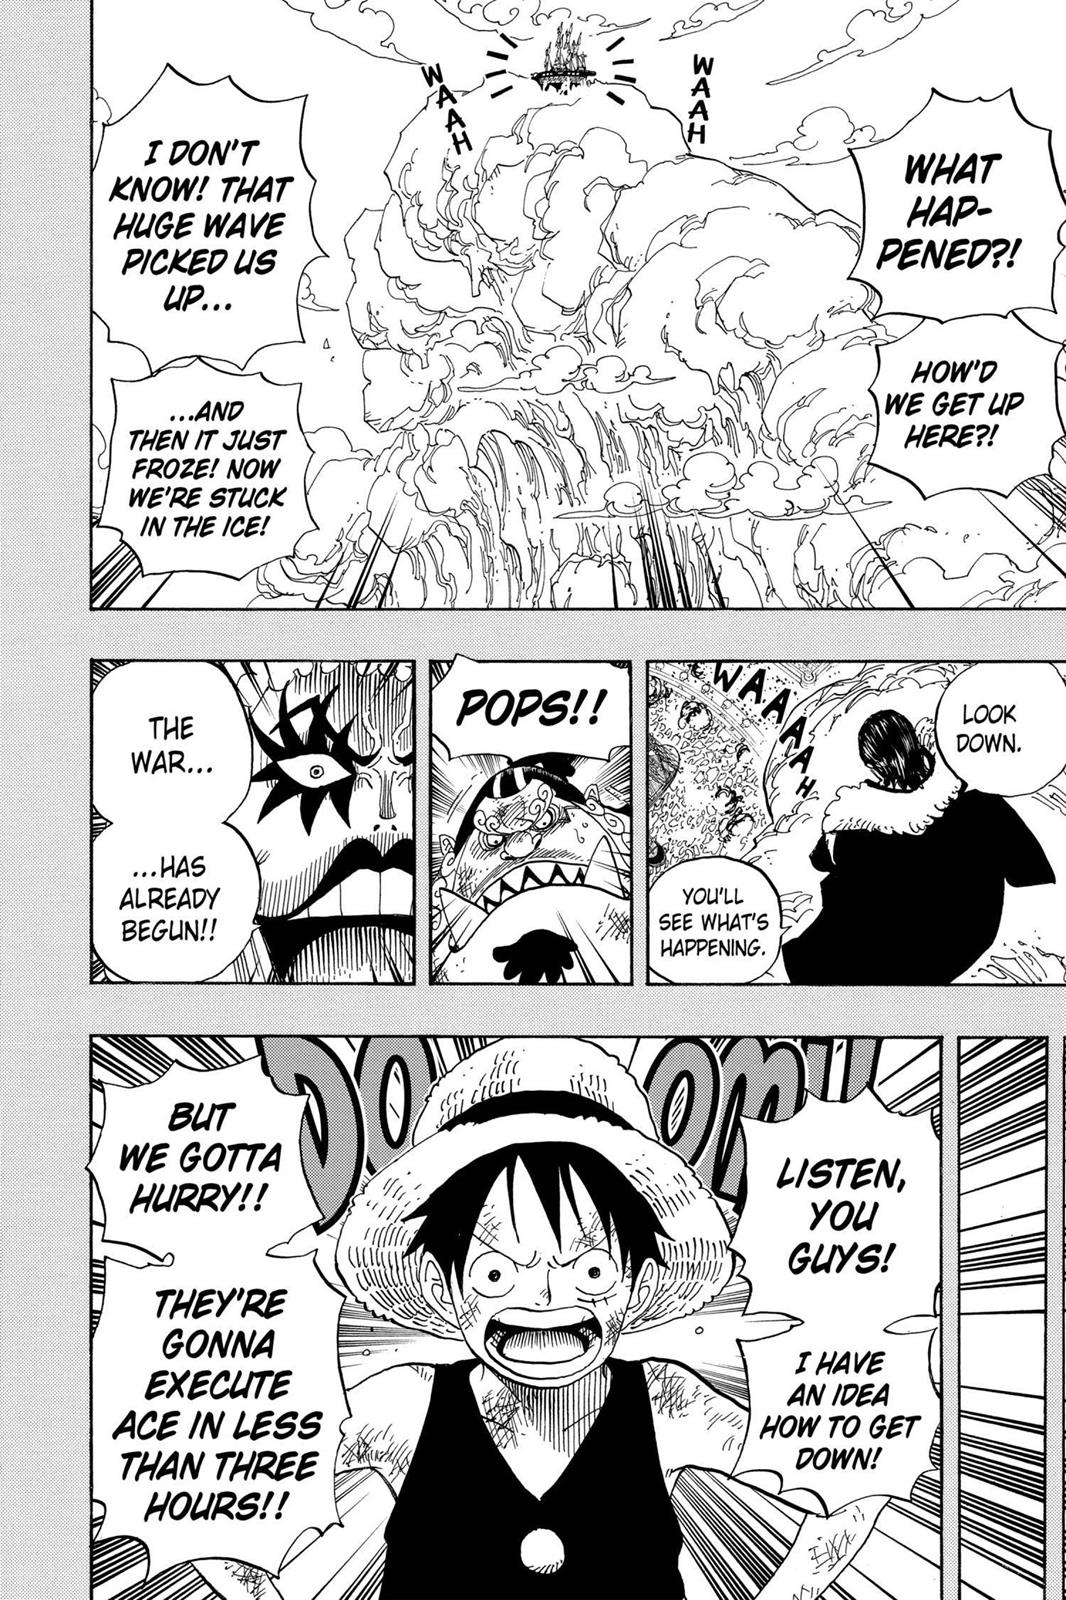 WHAT
HAP-
PENED?!
HOW'D
WE GET UP
HERE?!
WAAH
WAAH
I DON'T
KNOW! THAT
HUGE WAVE
PICKED US
UP...
...AND
THEN IT JUST
FROZE! NOW
WE'RE STUCK
IN THE ICE!
LOOK
DOWN.
WAAAAH
YOU'LL
SEE WHAT'S
HAPPENING.
POPS!!
THE
WAR...
...HAS
ALREADY
BEGUN!!
LISTEN,
YOU
GUYS!
I HAVE
AN IDEA
HOW TO GET
DOWN!
BUT
WE GOTTA
HURRY!!
THEY'RE
GONNA
EXECUTE
ACE IN LESS
THAN THREE
HOURS!!